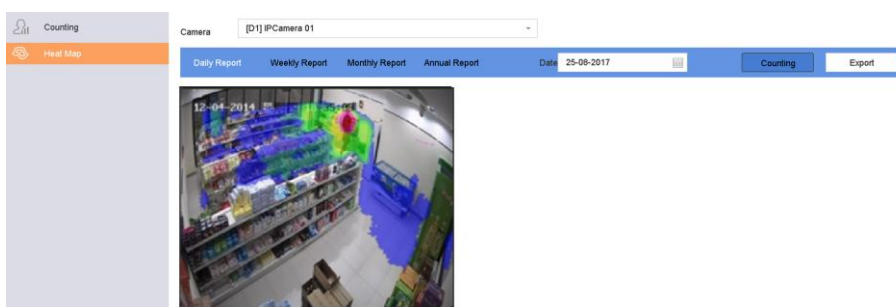 Counting
Camera [D1] IPCamera 01
Heat Map
Daily Report Weekly Report Monthly Report Annual Report Date 25-08-2017 Counting Export
12-04-2014